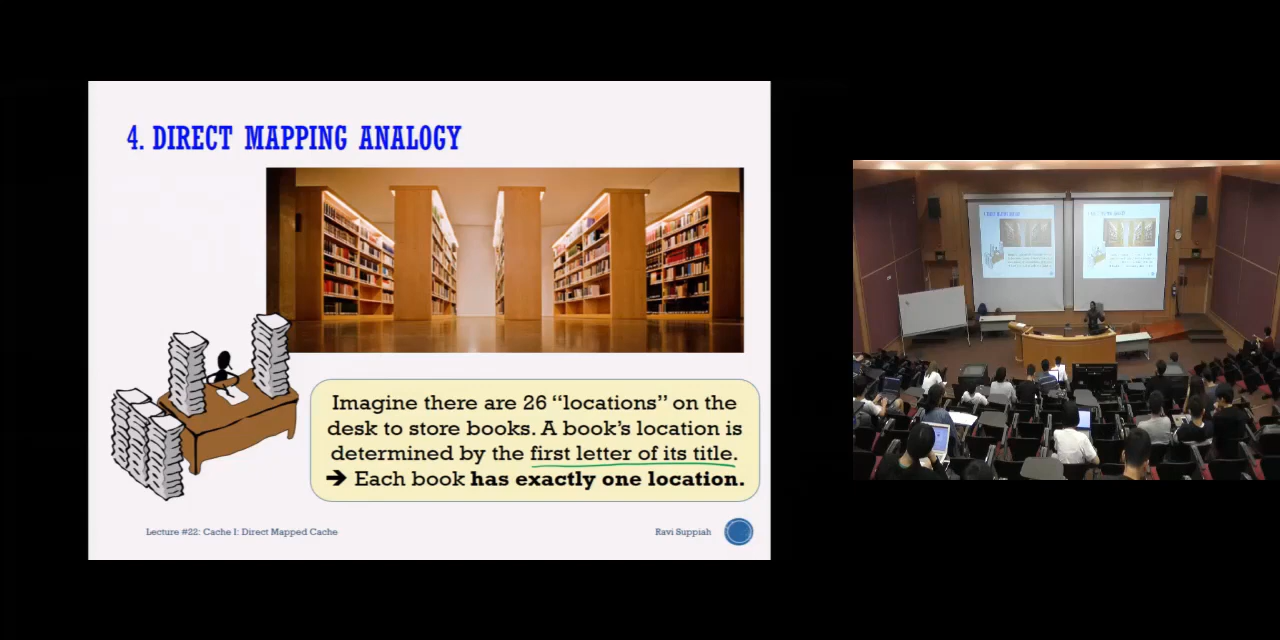 4. DIRECT MAPPING ANALOGY
Imagine there are 26 “locations” on the
desk to store books. A book’s location is
determined by the first letter of its title.
➔ Each book has exactly one location.
Lecture #22: Cache I: Direct Mapped Cache
Ravi Suppiah